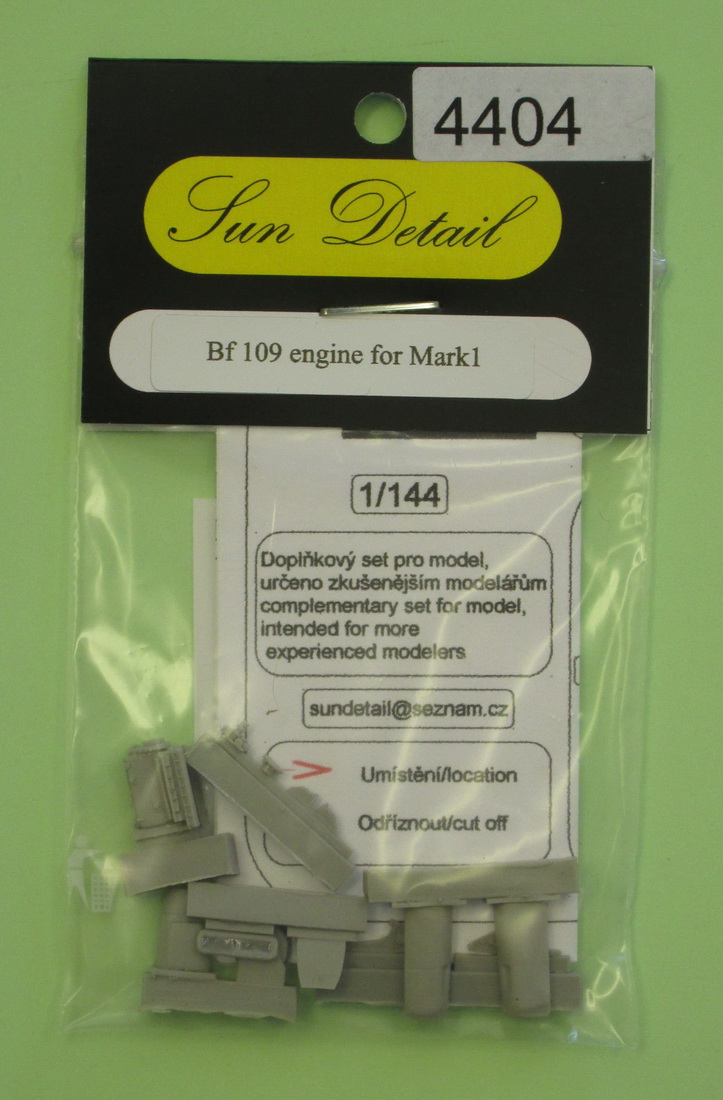 4404
Sun Detail
Bf 109 engine for Mark1
1/144
Doplňkový set pro model,
určeno zkušenějším modelářům
complementary set for model,
intended for more
experienced modelers
sundetail@seznam.cz
Umístění/location
Odříznout/cut off